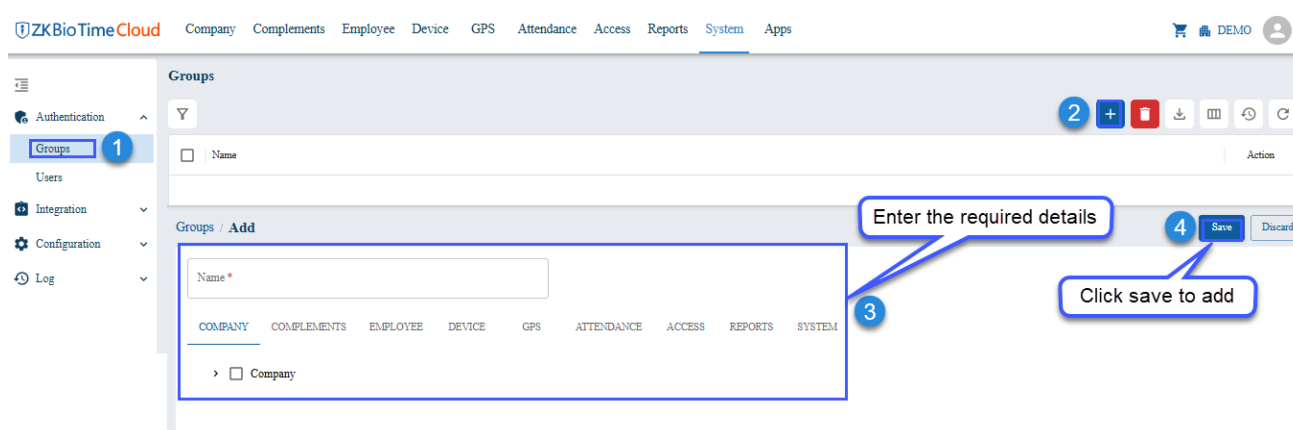 ZKBioTime Cloud Company Complements Employee Device GPS Attendance Access Reports System Apps DEMO
Groups
Authentication
2 +
Groups 1
Name Action
Users
Integration
Enter the required details
Groups / Add
4 Save Discard
Configuration
Log
Name *
Click save to add
3
COMPANY COMPLEMENTS EMPLOYEE DEVICE GPS ATTENDANCE ACCESS REPORTS SYSTEM
Company